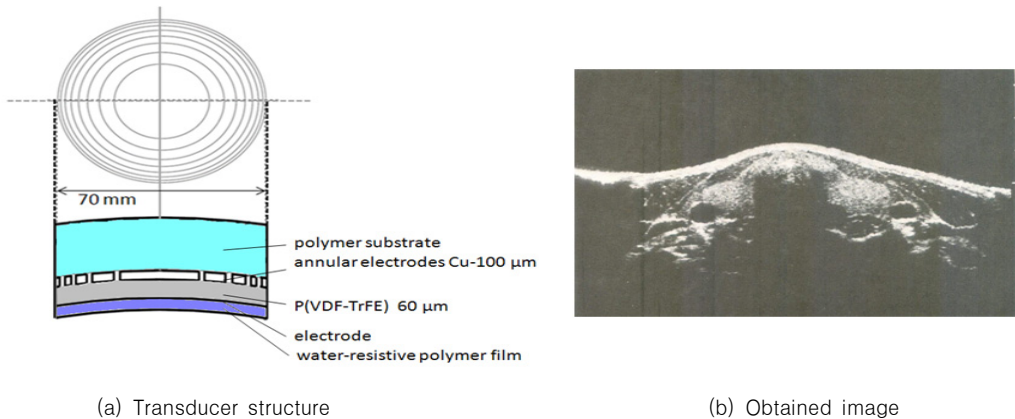 70 mm
polymer substrate
annular electrodes Cu-100 μm
P(VDF-TrFE) 60 μm
electrode
water-resistive polymer film
(a) Transducer structure
(b) Obtained image